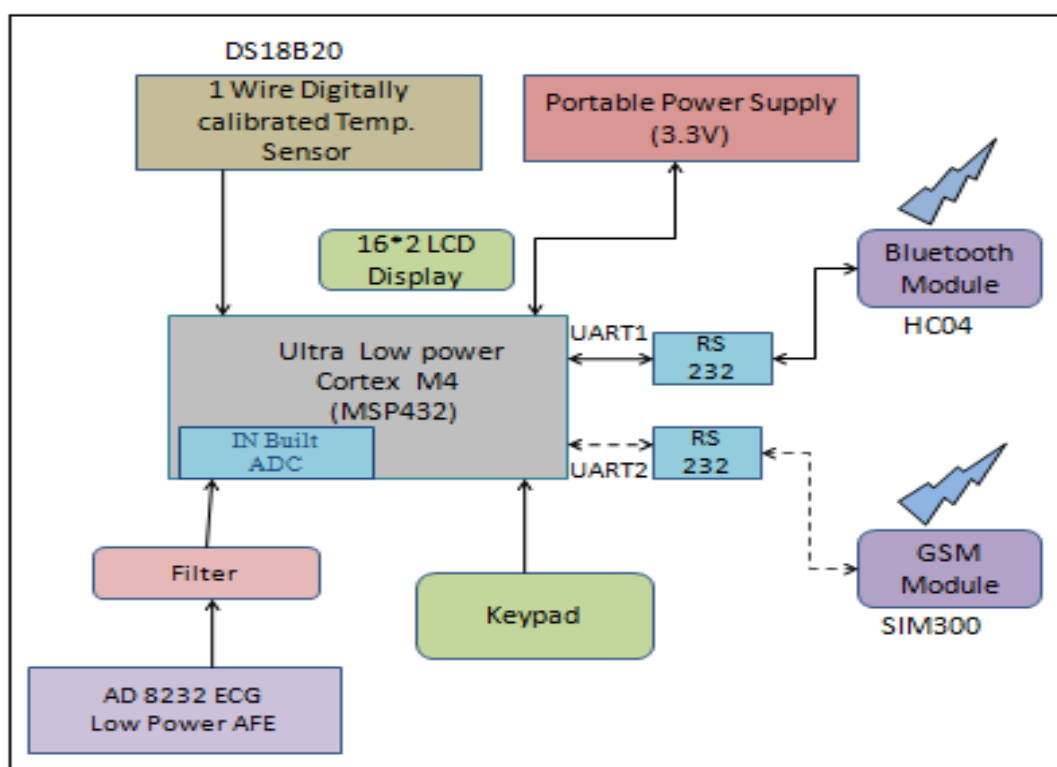 DS18B20
1 Wire Digitally
calibrated Temp.
Sensor
Portable Power Supply
(3.3V)
16*2 LCD
Display
Bluetooth
Module
HC04
Ultra Low power
Cortex M4
(MSP432)
IN Built
ADC
UART1
RS
232
UART2
RS
232
GSM
Module
SIM300
Filter
Keypad
AD 8232 ECG
Low Power AFE